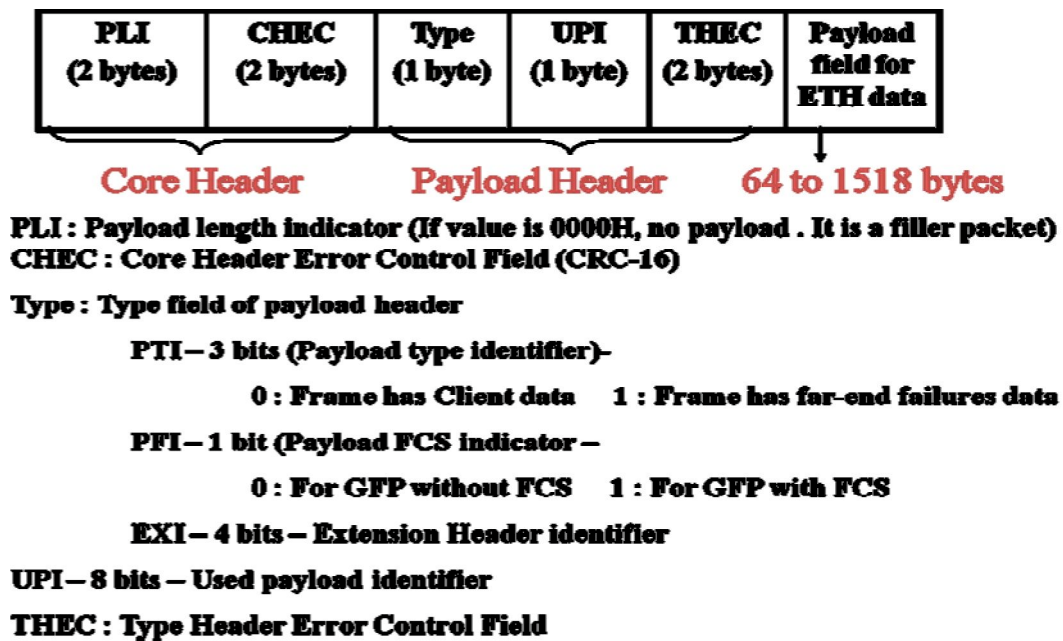 PLI CHEC Type UPI THEC Payload
(2 bytes) (2 bytes) (1 byte) (1 byte) (2 bytes) field for
ETH data
Core Header Payload Header 64 to 1518 bytes
PLI : Payload length indicator (If value is 0000H, no payload . It is a filler packet)
CHEC : Core Header Error Control Field (CRC-16)
Type : Type field of payload header
PTI – 3 bits (Payload type identifier)-
0 : Frame has Client data 1 : Frame has far-end failures data
PFI – 1 bit (Payload FCS indicator –
0 : For GFP without FCS 1 : For GFP with FCS
EXI – 4 bits – Extension Header identifier
UPI – 8 bits – Used payload identifier
THEC : Type Header Error Control Field